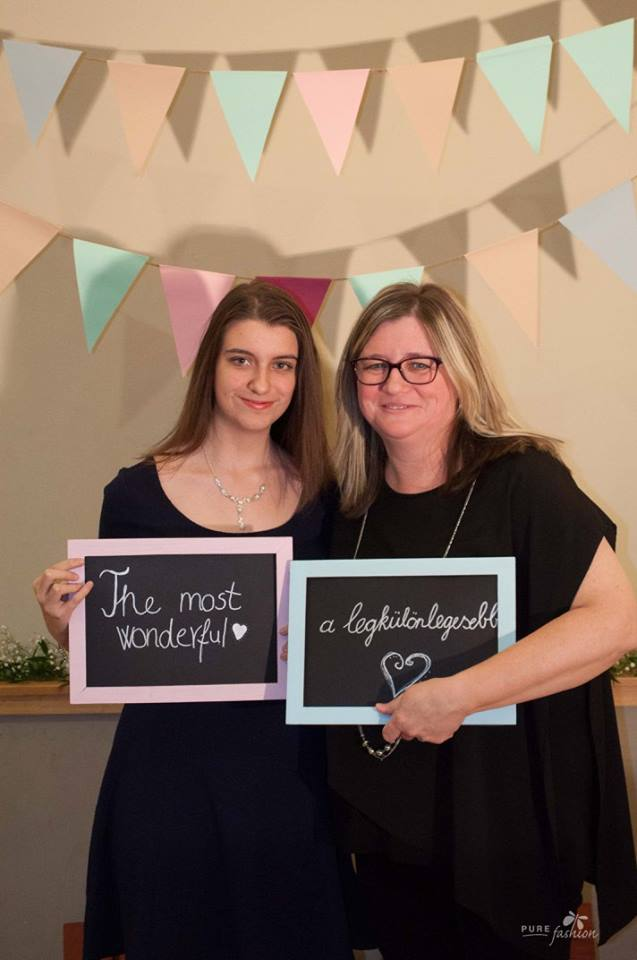 The most
wonderful
a legkülönlegesebb
PURE
fashion